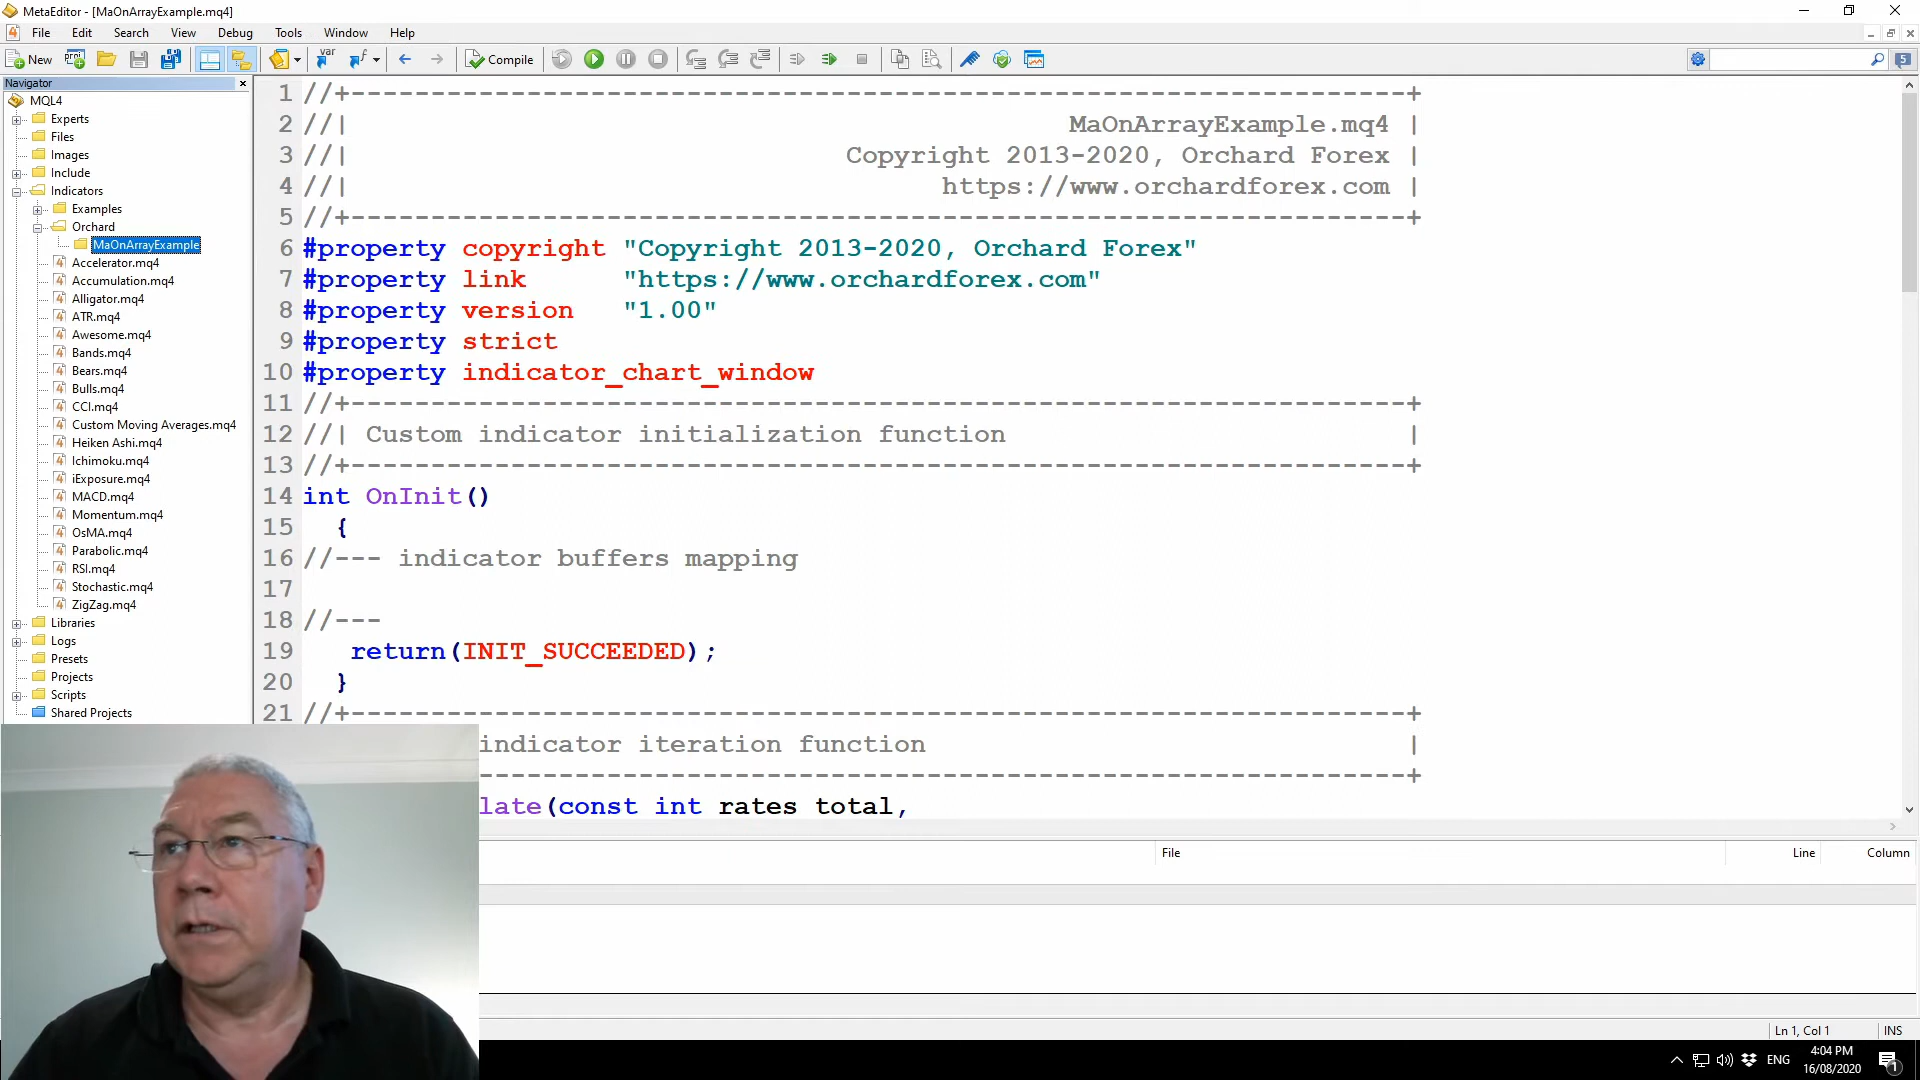 MetaEditor - [MaOnArrayExample.mq4]
File Edit Search View Debug Tools Window Help
New Compile
Navigator
MQL4
Experts
Files
Images
Include
Indicators
Examples
Orchard
MaOnArrayExample
Accelerator.mq4
Accumulation.mq4
Alligator.mq4
ATR.mq4
Awesome.mq4
Bands.mq4
Bears.mq4
Bulls.mq4
CCI.mq4
Custom Moving Averages.mq4
Heiken Ashi.mq4
Ichimoku.mq4
iExposure.mq4
MACD.mq4
Momentum.mq4
OsMA.mq4
Parabolic.mq4
RSI.mq4
Stochastic.mq4
ZigZag.mq4
Libraries
Logs
Presets
Projects
Scripts
Shared Projects
1 //+------------------------------------------------------------------+
2 //| MaOnArrayExample.mq4 |
3 //| Copyright 2013-2020, Orchard Forex |
4 //| https://www.orchardforex.com |
5 //+------------------------------------------------------------------+
6 #property copyright "Copyright 2013-2020, Orchard Forex"
7 #property link "https://www.orchardforex.com"
8 #property version "1.00"
9 #property strict
10 #property indicator_chart_window
11 //+------------------------------------------------------------------+
12 //| Custom indicator initialization function |
13 //+------------------------------------------------------------------+
14 int OnInit()
15 {
16 //--- indicator buffers mapping
17
18 //---
19 return(INIT_SUCCEEDED);
20 }
21 //+------------------------------------------------------------------+
indicator iteration function |
------------------------------------------------------------+
late(const int rates total,
File Line Column
Ln 1, Col 1 INS
ENG 4:04 PM
16/08/2020